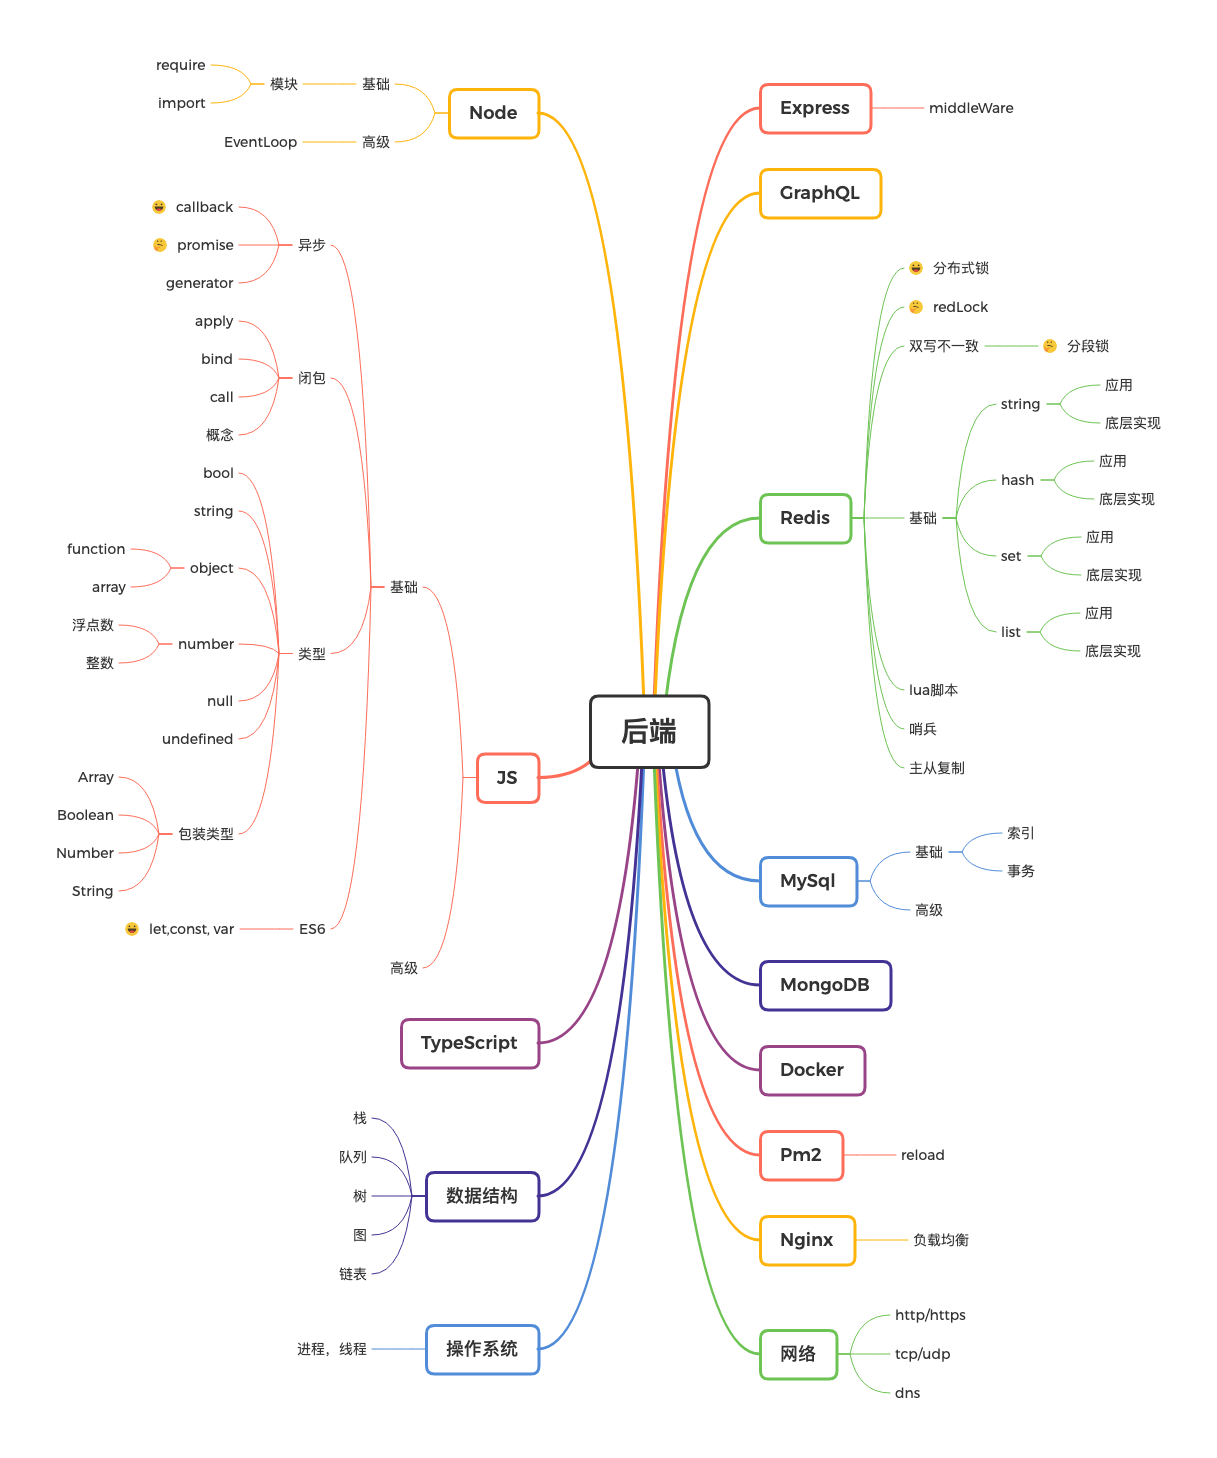 后端
Node
基础
模块
require
import
高级
EventLoop
JS
基础
异步
callback
promise
generator
闭包
apply
bind
call
概念
类型
bool
string
object
function
array
number
浮点数
整数
null
undefined
包装类型
Array
Boolean
Number
String
ES6
let,const, var
高级
TypeScript
数据结构
栈
队列
树
图
链表
操作系统
进程，线程
Express
middleWare
GraphQL
Redis
分布式锁
redLock
双写不一致
分段锁
基础
string
应用
底层实现
hash
应用
底层实现
set
应用
底层实现
list
应用
底层实现
lua脚本
哨兵
主从复制
MySql
基础
索引
事务
高级
MongoDB
Docker
Pm2
reload
Nginx
负载均衡
网络
http/https
tcp/udp
dns